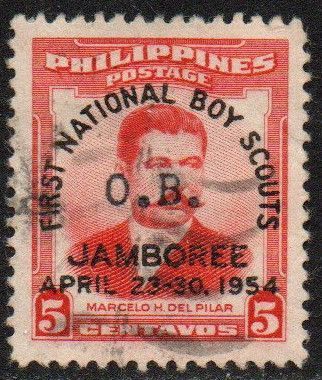 PHILIPPINES
POSTAGE
FIRST NATIONAL BOY SCOUTS
O.B.
JAMBOREE
APRIL 23-30, 1954
MARCELO H. DEL PILAR
5 CENTAVOS 5